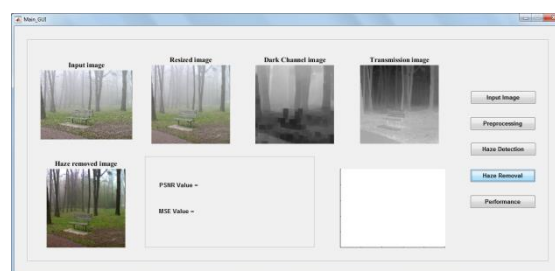 Main_GUI
Input image
Resized image
Dark Channel image
Transmission image
Input Image
Preprocessing
Haze Detection
Haze removed image
Haze Removal
PSNR Value =
Performance
MSE Value =